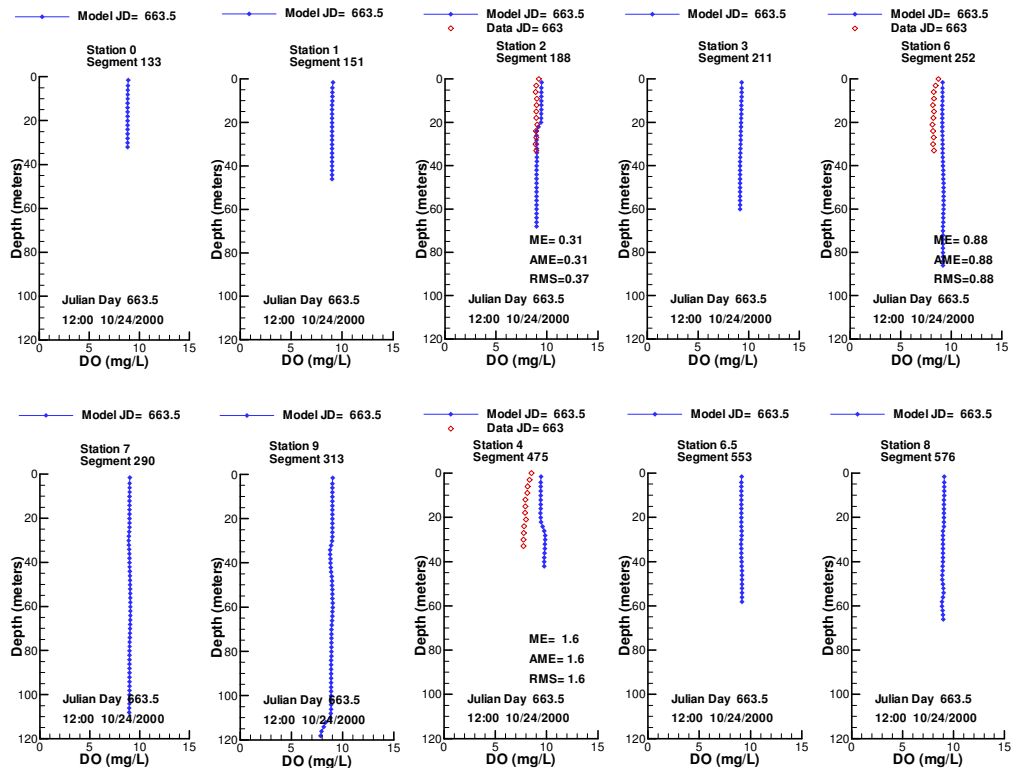 Model JD= 663.5
Station 0
Segment 133
0
20
40
60
80
100
120
Depth (meters)
Julian Day 663.5
12:00 10/24/2000
0 5 10 15
DO (mg/L)
Model JD= 663.5
Station 1
Segment 151
0
20
40
60
80
100
120
Depth (meters)
Julian Day 663.5
12:00 10/24/2000
0 5 10 15
DO (mg/L)
Model JD= 663.5
Data JD= 663
Station 2
Segment 188
0
20
40
60
80
100
120
Depth (meters)
ME= 0.31
AME=0.31
RMS=0.37
Julian Day 663.5
12:00 10/24/2000
0 5 10 15
DO (mg/L)
Model JD= 663.5
Station 3
Segment 211
0
20
40
60
80
100
120
Depth (meters)
Julian Day 663.5
12:00 10/24/2000
0 5 10 15
DO (mg/L)
Model JD= 663.5
Data JD= 663
Station 6
Segment 252
0
20
40
60
80
100
120
Depth (meters)
ME= 0.88
AME=0.88
RMS=0.88
Julian Day 663.5
12:00 10/24/2000
0 5 10 15
DO (mg/L)
Model JD= 663.5
Station 7
Segment 290
0
20
40
60
80
100
120
Depth (meters)
Julian Day 663.5
12:00 10/24/2000
0 5 10 15
DO (mg/L)
Model JD= 663.5
Station 9
Segment 313
0
20
40
60
80
100
120
Depth (meters)
Julian Day 663.5
12:00 10/24/2000
0 5 10 15
DO (mg/L)
Model JD= 663.5
Data JD= 663
Station 4
Segment 475
0
20
40
60
80
100
120
Depth (meters)
ME= 1.6
AME= 1.6
RMS= 1.6
Julian Day 663.5
12:00 10/24/2000
0 5 10 15
DO (mg/L)
Model JD= 663.5
Station 6.5
Segment 553
0
20
40
60
80
100
120
Depth (meters)
Julian Day 663.5
12:00 10/24/2000
0 5 10 15
DO (mg/L)
Model JD= 663.5
Station 8
Segment 576
0
20
40
60
80
100
120
Depth (meters)
Julian Day 663.5
12:00 10/24/2000
0 5 10 15
DO (mg/L)